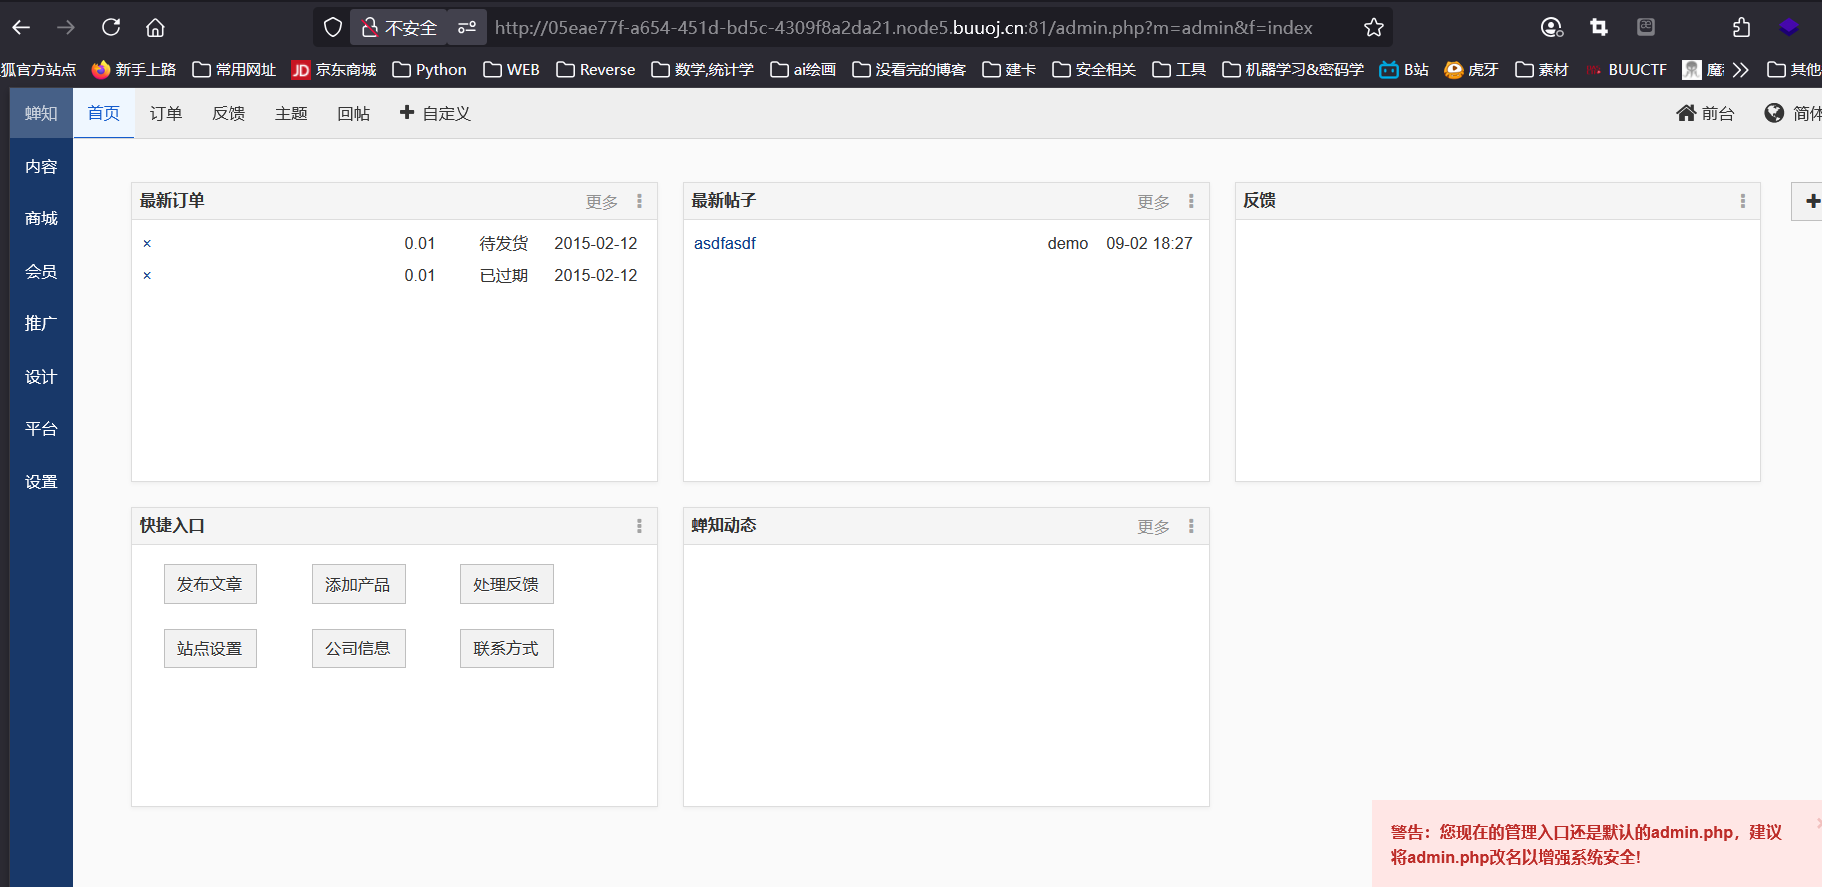 不安全 http://05eae77f-a654-451d-bd5c-4309f8a2da21.node5.buuoj.cn:81/admin.php?m=admin&f=index
狐官方站点 新手上路 常用网址 JD 京东商城 Python WEB Reverse 数学,统计学 ai绘画 没看完的博客 建卡 安全相关 工具 机器学习&密码学 B站 虎牙 素材 BUUCTF 魔 其他
蝉知 首页 订单 反馈 主题 回帖 自定义 前台 简体
内容
商城
会员
推广
设计
平台
设置
最新订单 更多
× 0.01 待发货 2015-02-12
× 0.01 已过期 2015-02-12
最新帖子 更多
asdfasdf demo 09-02 18:27
反馈
快捷入口
发布文章 添加产品 处理反馈
站点设置 公司信息 联系方式
蝉知动态 更多
警告：您现在的管理入口还是默认的admin.php，建议
将admin.php改名以增强系统安全!